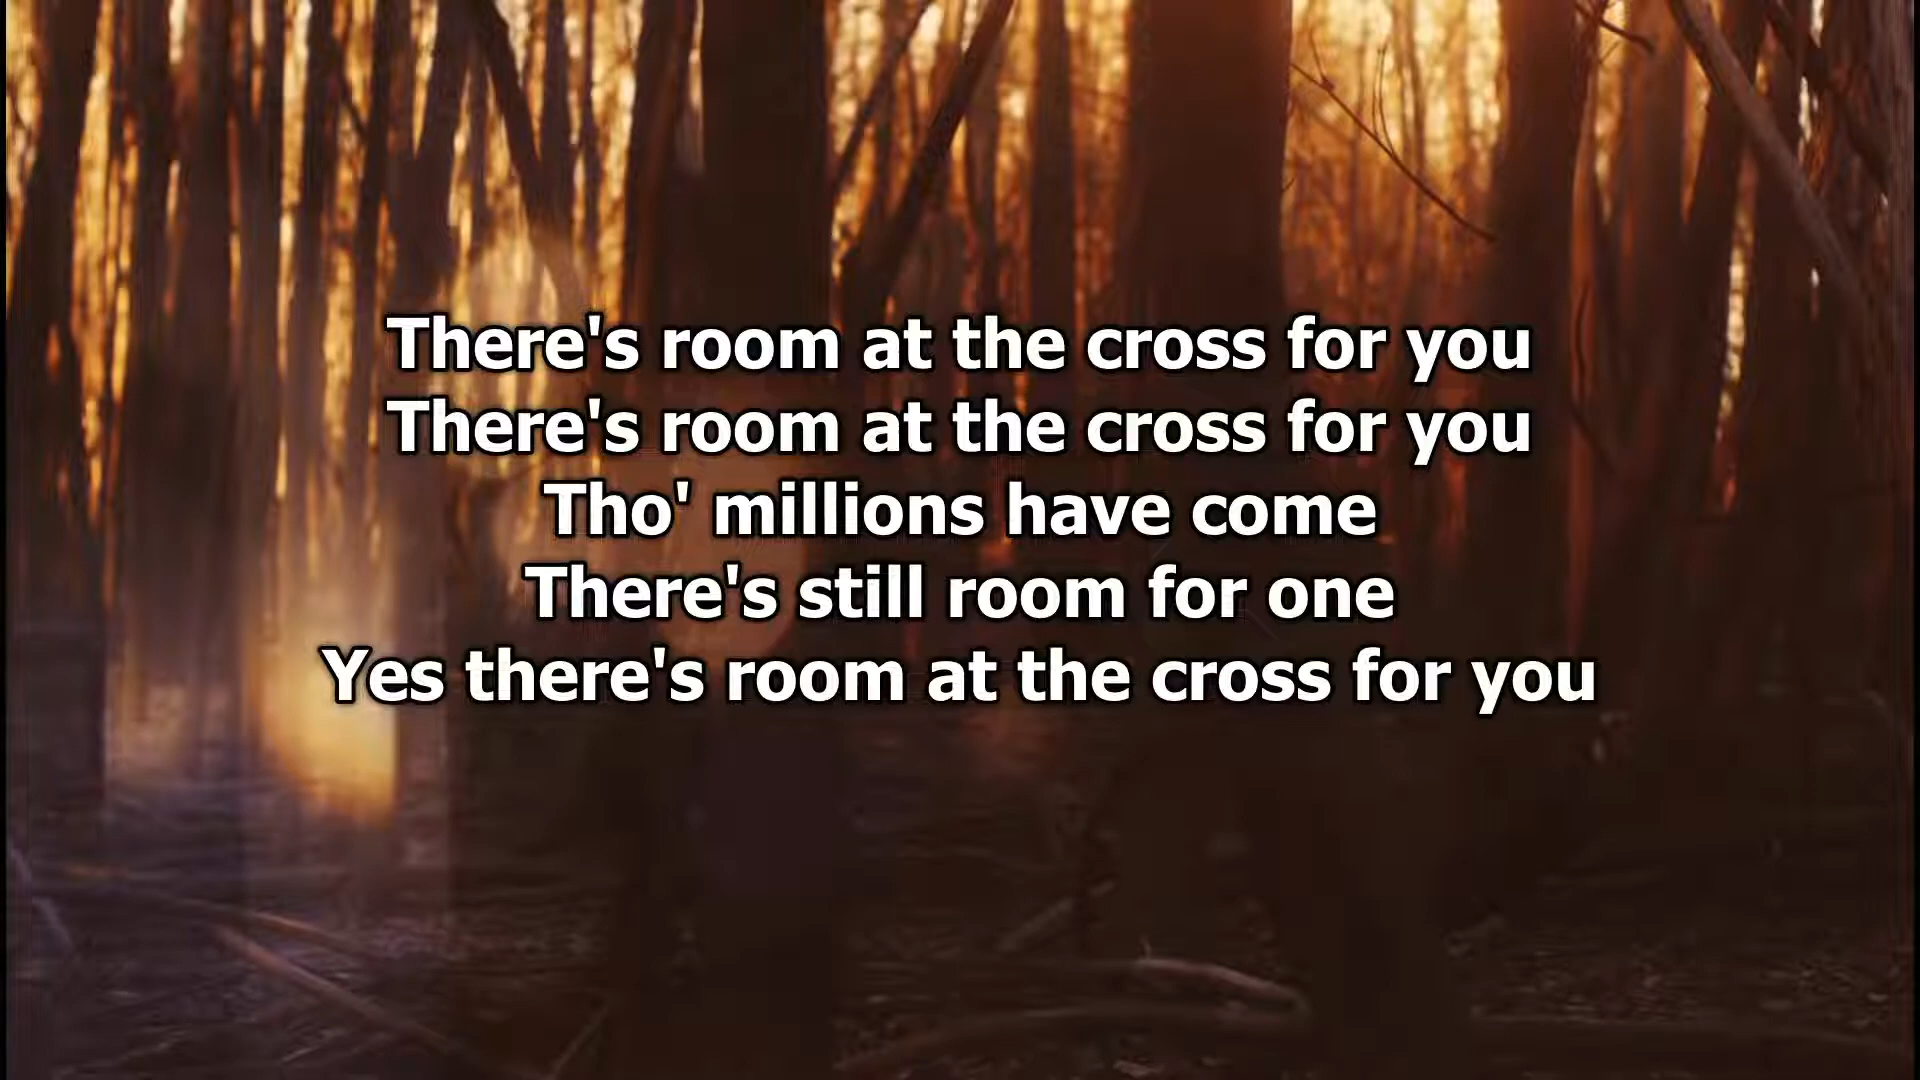 There's room at the cross for you
There's room at the cross for you
Tho' millions have come
There's still room for one
Yes there's room at the cross for you